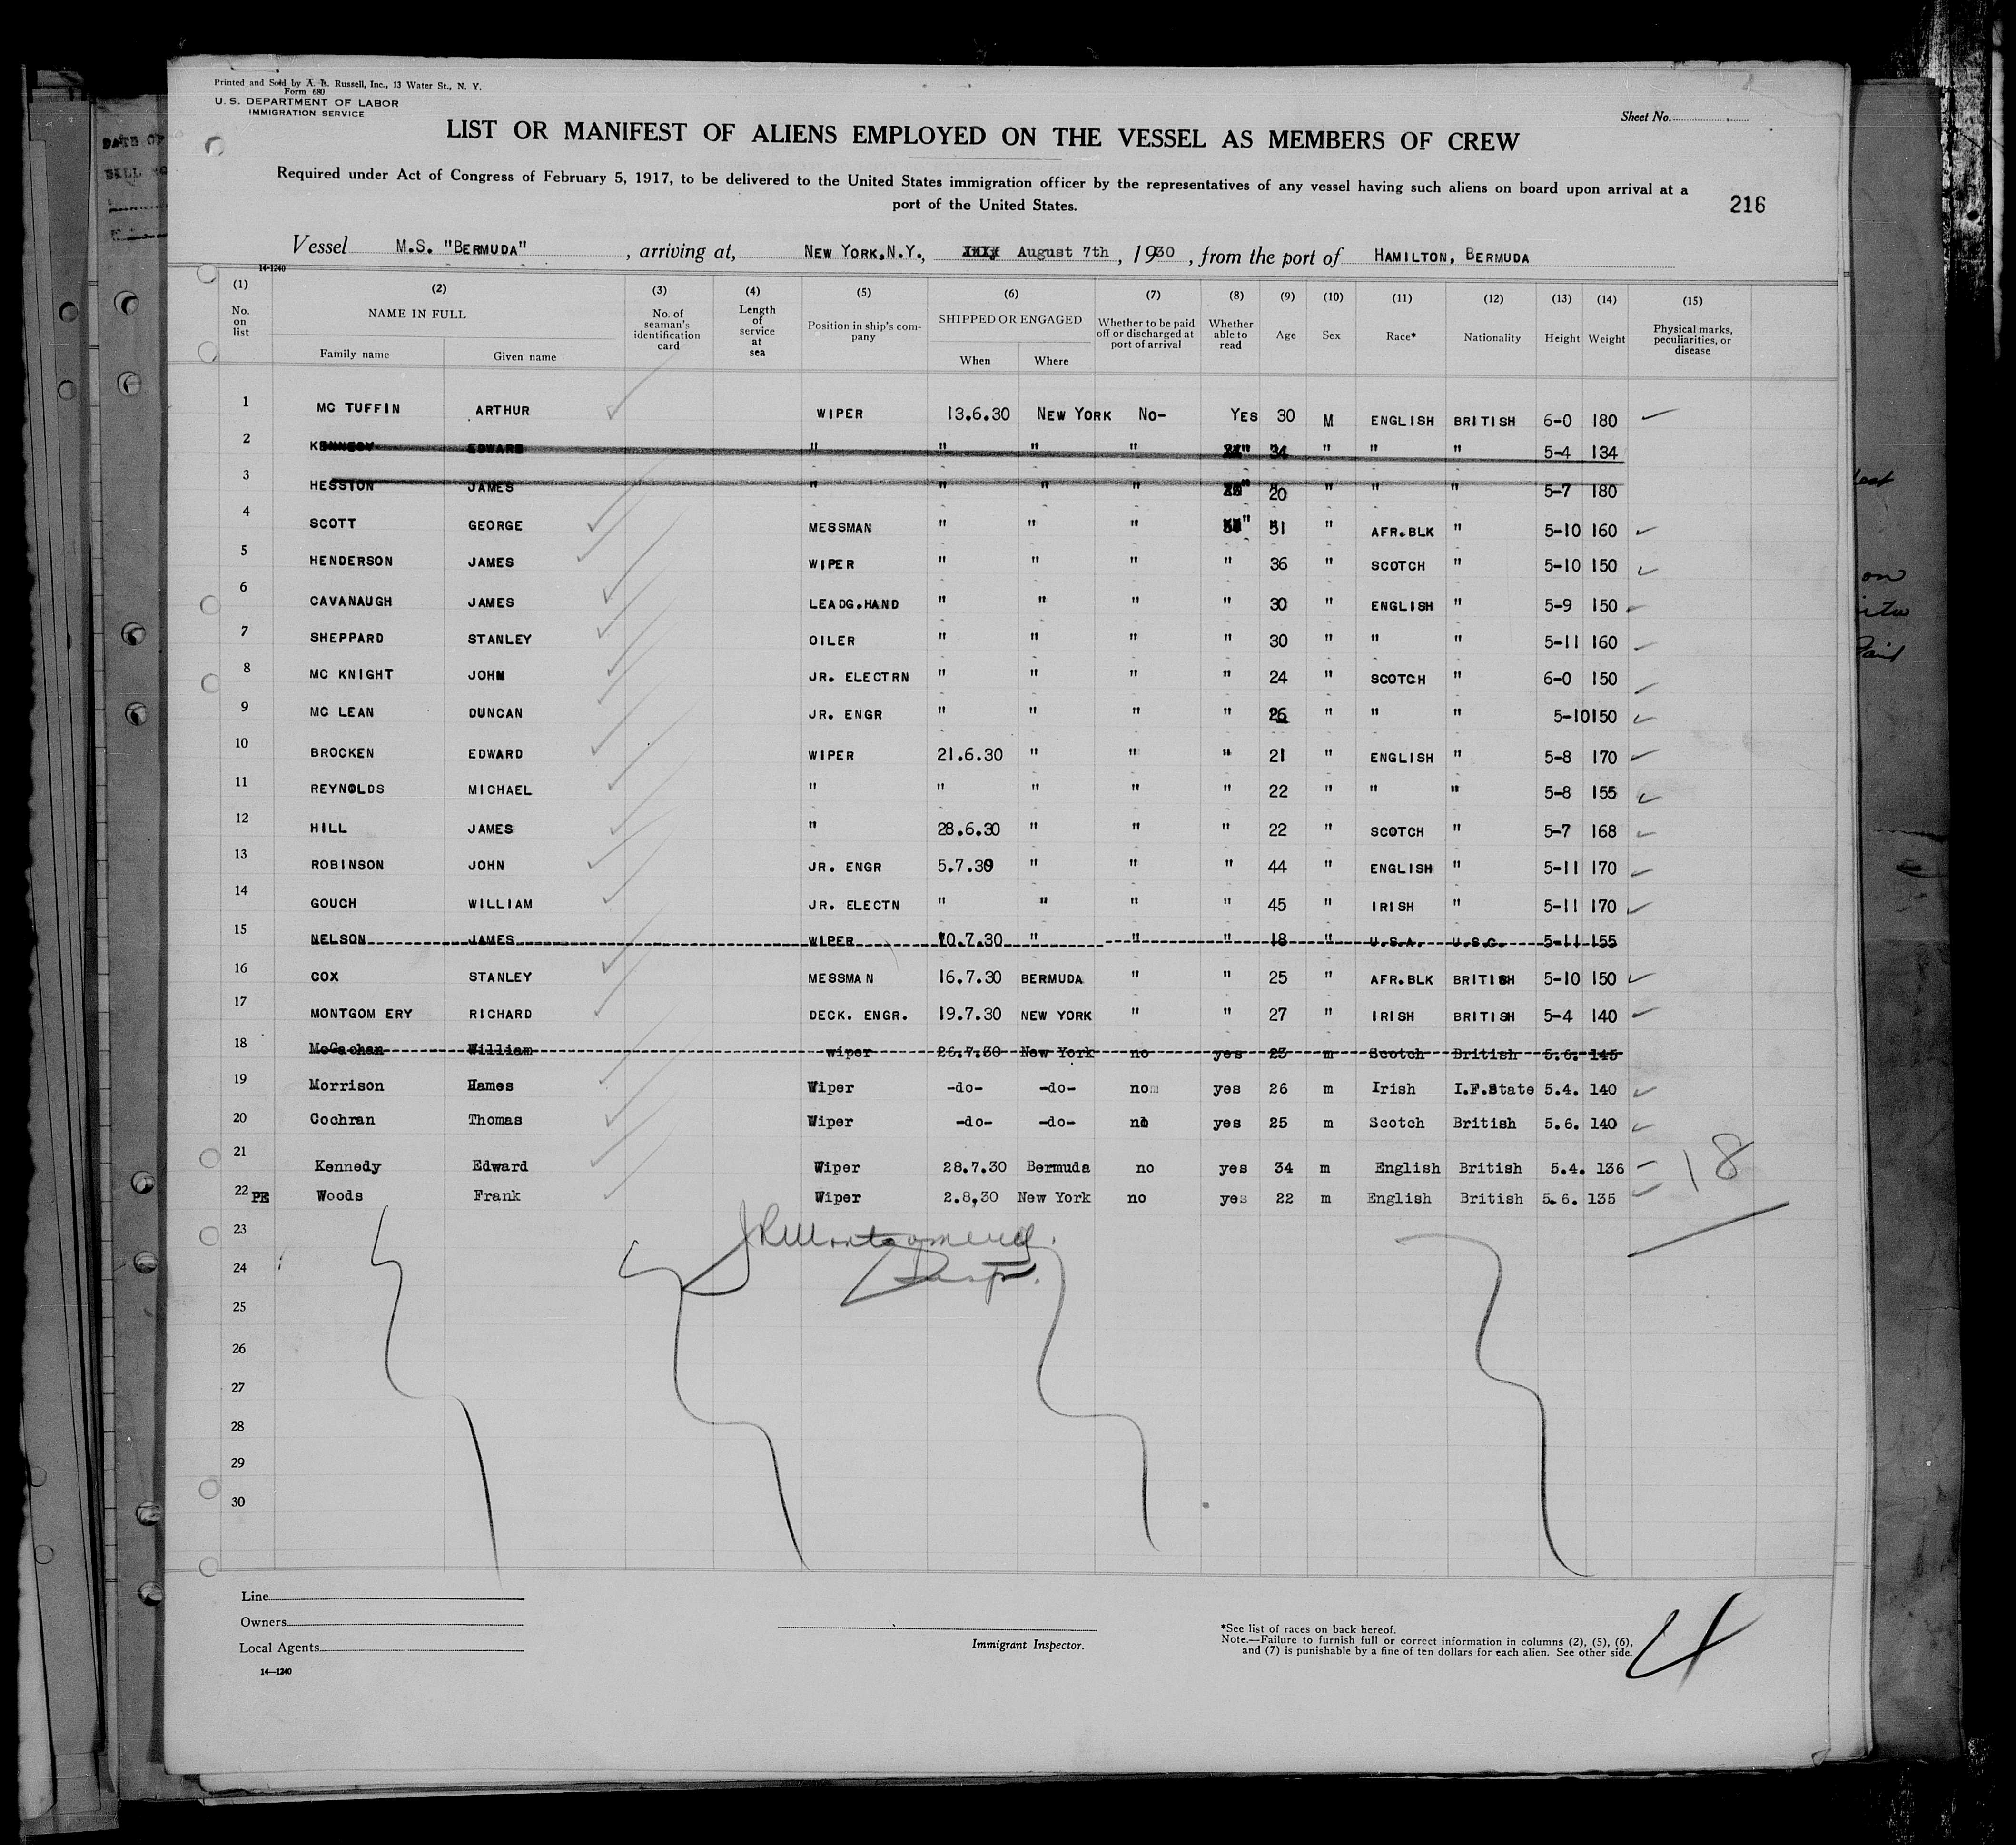 Printed and Sold by A. R. Russell, Inc., 13 Water St., N. Y.
Form 680
U. S. DEPARTMENT OF LABOR
IMMIGRATION SERVICE
Sheet No.
LIST OR MANIFEST OF ALIENS EMPLOYED ON THE VESSEL AS MEMBERS OF CREW
Required under Act of Congress of February 5, 1917, to be delivered to the United States immigration officer by the representatives of any vessel having such aliens on board upon arrival at a
port of the United States.
216
Vessel M.S. "BERMUDA", arriving at, NEW YORK, N.Y., August 7th, 1930, from the port of HAMILTON, BERMUDA
14-1240
(1) (2) (3) (4) (5) (6) (7) (8) (9) (10) (11) (12) (13) (14) (15)
No. on list NAME IN FULL Family name Given name No. of seaman's identification card Length of service at sea Position in ship's company SHIPPED OR ENGAGED When Where Whether to be paid off or discharged at port of arrival Whether able to read Age Sex Race* Nationality Height Weight Physical marks, peculiarities, or disease
1 MC TUFFIN ARTHUR WIPER 13.6.30 NEW YORK No- YES 30 M ENGLISH BRITISH 6-0 180
2 KENNEDY EDWARD " " " " " 34 " " " 5-4 134
3 HESSION JAMES " " " " " 20 " " " 5-7 180
4 SCOTT GEORGE MESSMAN " " " " 51 " AFR.BLK " 5-10 160
5 HENDERSON JAMES WIPER " " " " 36 " SCOTCH " 5-10 150
6 CAVANAUGH JAMES LEADG.HAND " " " " 30 " ENGLISH " 5-9 150
7 SHEPPARD STANLEY OILER " " " " 30 " " " 5-11 160
8 MC KNIGHT JOHN JR. ELECTRN " " " " 24 " SCOTCH " 6-0 150
9 MC LEAN DUNCAN JR. ENGR " " " " 26 " " " 5-10 150
10 BROCKEN EDWARD WIPER 21.6.30 " " " 21 " ENGLISH " 5-8 170
11 REYNOLDS MICHAEL " " " " " 22 " " " 5-8 155
12 HILL JAMES " 28.6.30 " " " 22 " SCOTCH " 5-7 168
13 ROBINSON JOHN JR. ENGR 5.7.30 " " " 44 " ENGLISH " 5-11 170
14 GOUCH WILLIAM JR. ELECTN " " " " 45 " IRISH " 5-11 170
15 NELSON JAMES WIPER 10.7.30 " " " 18 " U.S.A. U.S.C. 5-11 155
16 COX STANLEY MESSMAN 16.7.30 BERMUDA " " 25 " AFR.BLK BRITISH 5-10 150
17 MONTGOM ERY RICHARD DECK. ENGR. 19.7.30 NEW YORK " " 27 " IRISH BRITISH 5-4 140
18 McGachan William wiper 26.7.30 New York no yes 23 m Scotch British 5.6. 145
19 Morrison Hames Wiper -do- -do- no yes 26 m Irish I.F.State 5.4. 140
20 Cochran Thomas Wiper -do- -do- no yes 25 m Scotch British 5.6. 140
21 Kennedy Edward Wiper 28.7.30 Bermuda no yes 34 m English British 5.4. 136
22 PE Woods Frank Wiper 2.8,30 New York no yes 22 m English British 5.6. 135
18
23 JRMontgomery.
24 Insp.
25
26
27
28
29
30
Line
Owners
Local Agents
14—1240
Immigrant Inspector.
*See list of races on back hereof.
Note.—Failure to furnish full or correct information in columns (2), (5), (6),
and (7) is punishable by a fine of ten dollars for each alien. See other side.